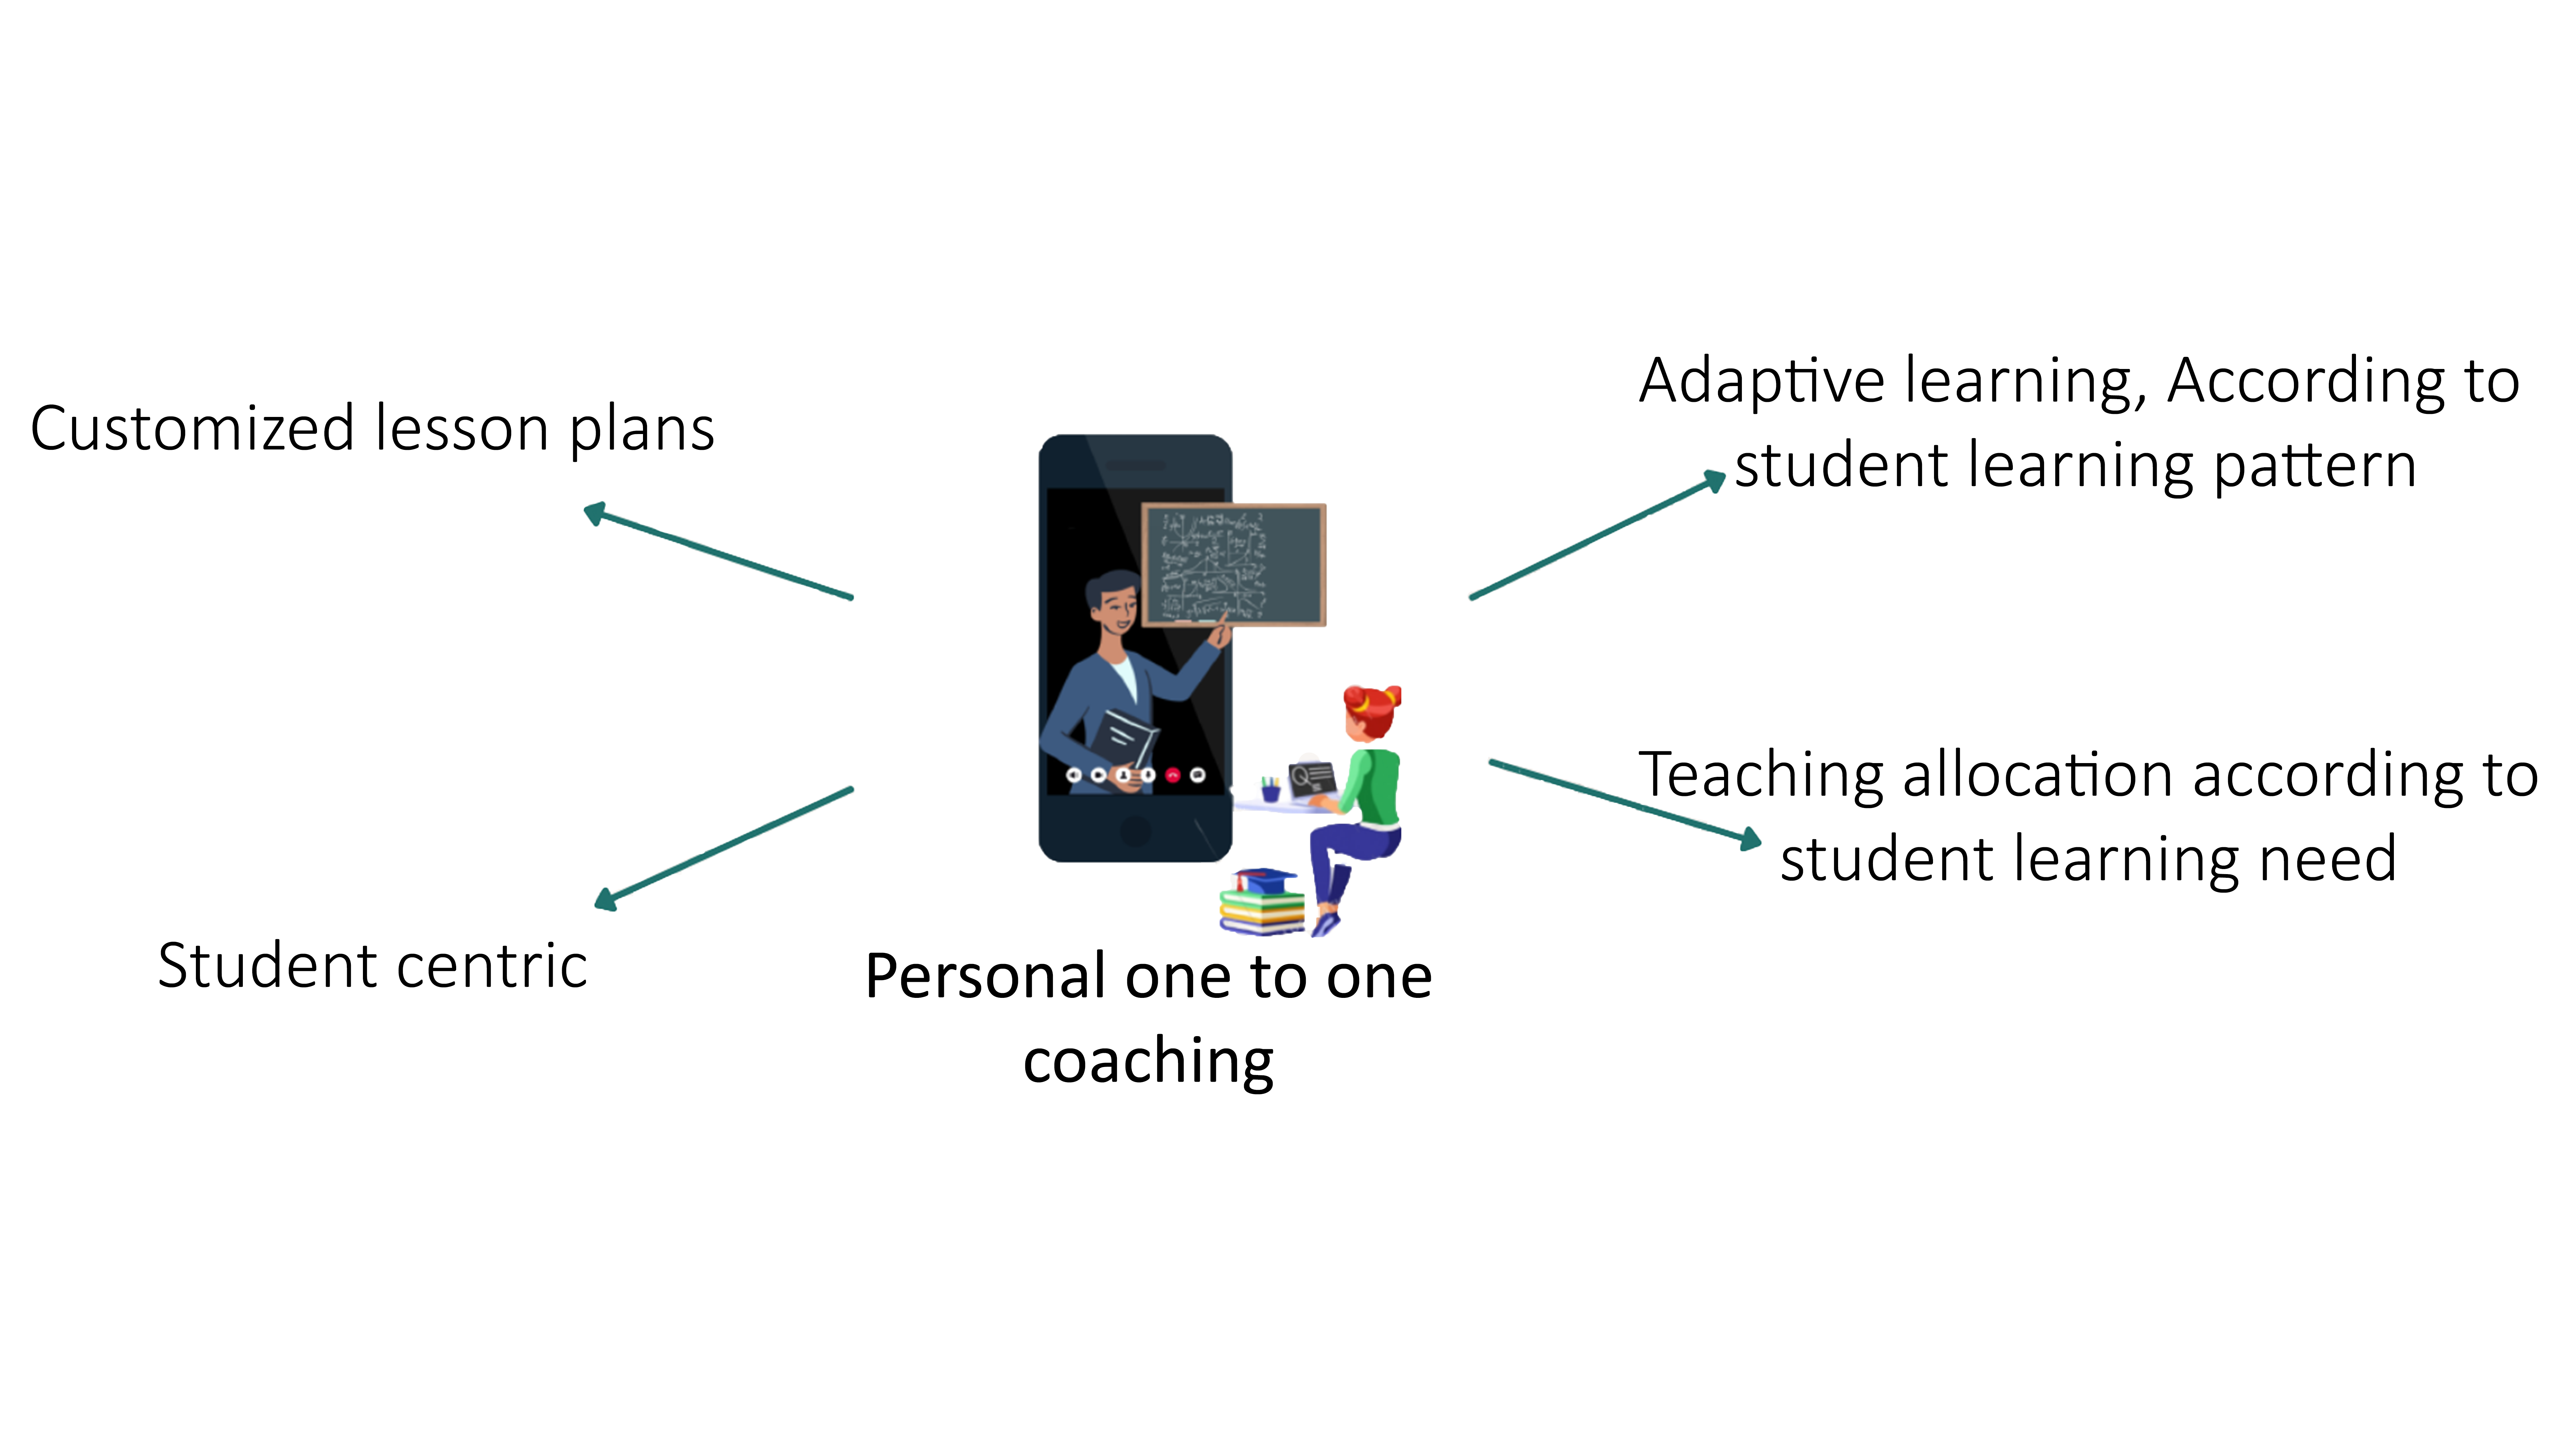 Customized lesson plans
Adaptive learning, According to
student learning pattern
Teaching allocation according to
student learning need
Student centric
Personal one to one
coaching